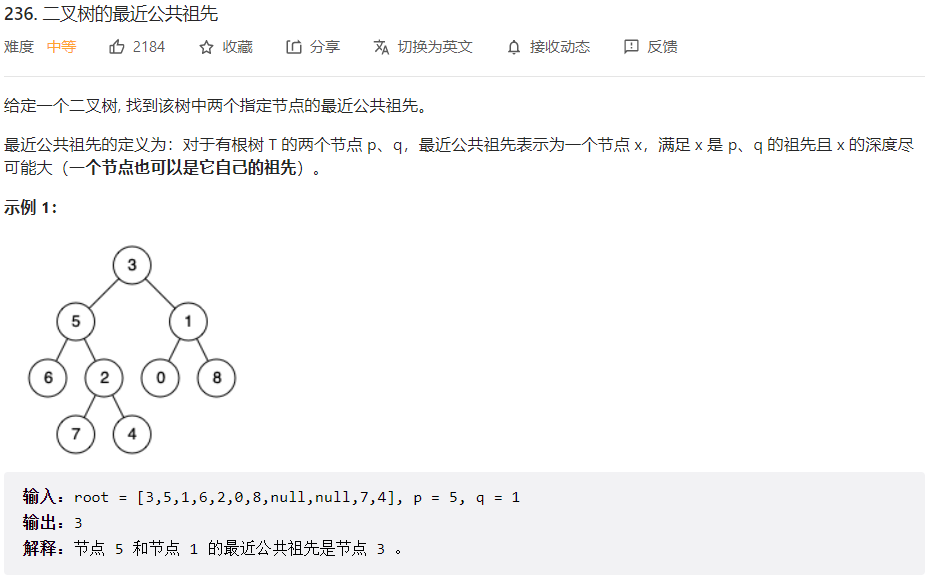 236. 二叉树的最近公共祖先
难度 中等 2184 收藏 分享 切换为英文 接收动态 反馈
给定一个二叉树, 找到该树中两个指定节点的最近公共祖先。
最近公共祖先的定义为：对于有根树 T 的两个节点 p、q，最近公共祖先表示为一个节点 x，满足 x 是 p、q 的祖先且 x 的深度尽
可能大（一个节点也可以是它自己的祖先）。
示例 1：
3
5 1
6 2 0 8
7 4
输入：root = [3,5,1,6,2,0,8,null,null,7,4], p = 5, q = 1
输出：3
解释：节点 5 和节点 1 的最近公共祖先是节点 3 。